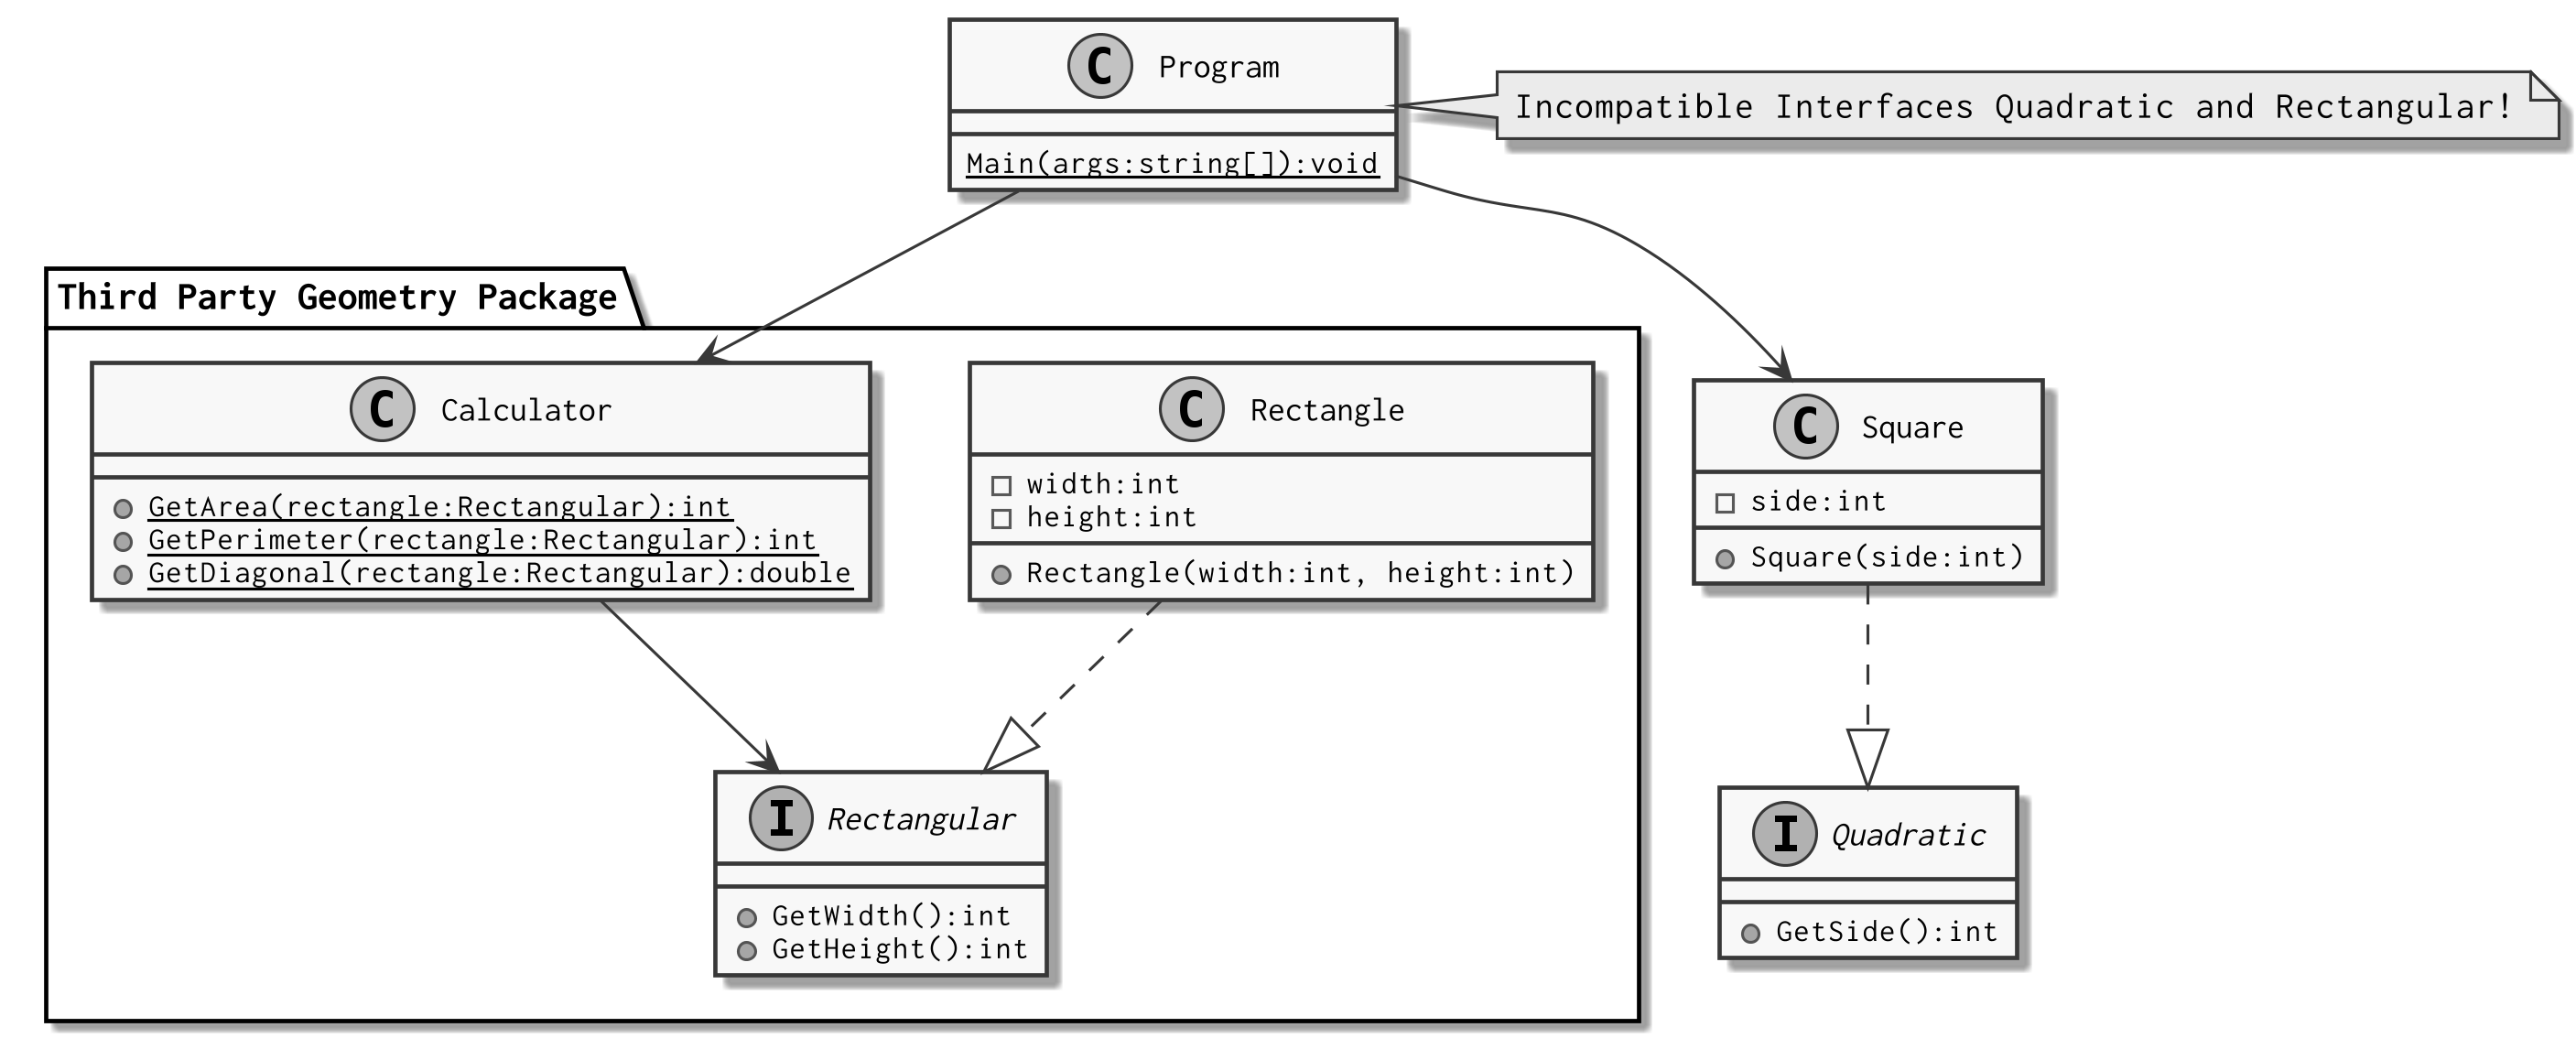 C Program
Main(args:string[]):void
Incompatible Interfaces Quadratic and Rectangular!
Third Party Geometry Package
C Calculator
GetArea(rectangle:Rectangular):int
GetPerimeter(rectangle:Rectangular):int
GetDiagonal(rectangle:Rectangular):double
C Rectangle
width:int
height:int
Rectangle(width:int, height:int)
C Square
side:int
Square(side:int)
I Rectangular
GetWidth():int
GetHeight():int
I Quadratic
GetSide():int